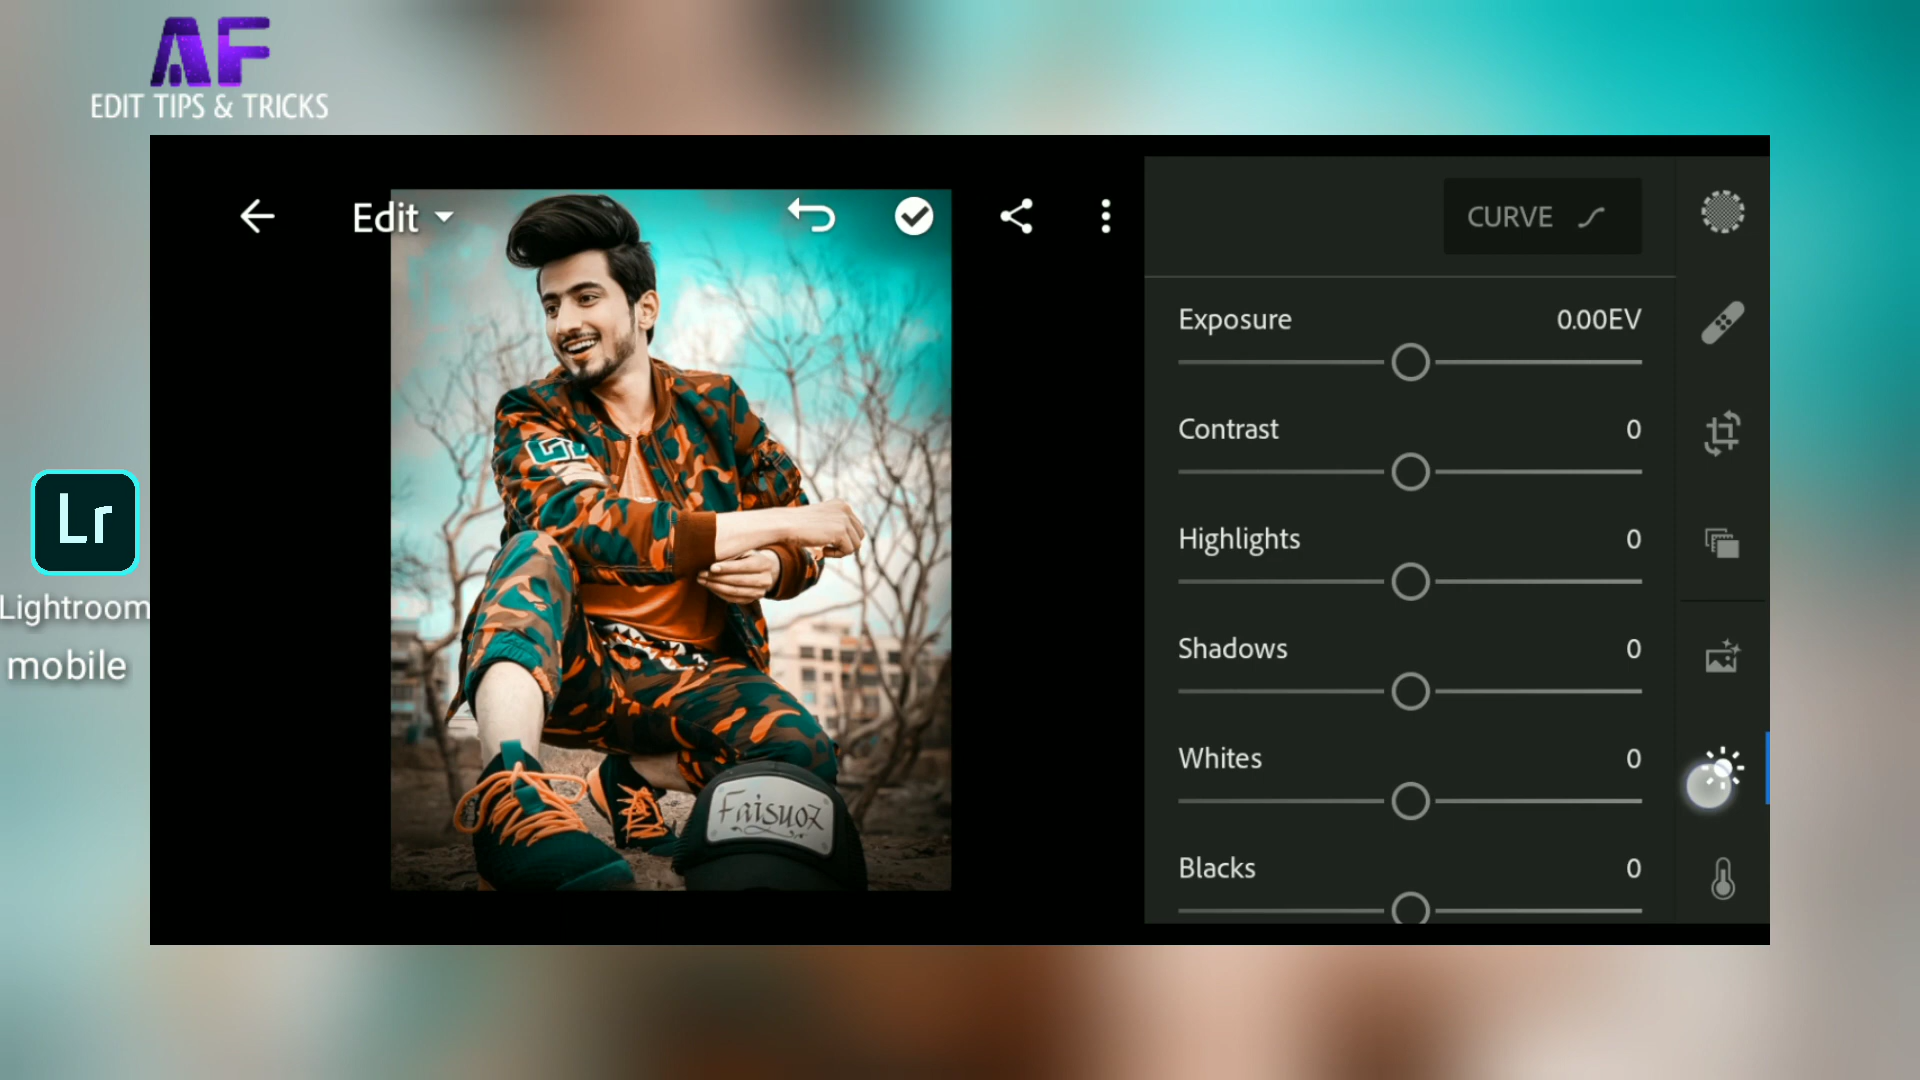 AF
EDIT TIPS & TRICKS
Edit
CURVE
Exposure 0.00EV
Contrast 0
Highlights 0
Shadows 0
Whites 0
Blacks 0
Lr
Lightroom
mobile
Faisuoz